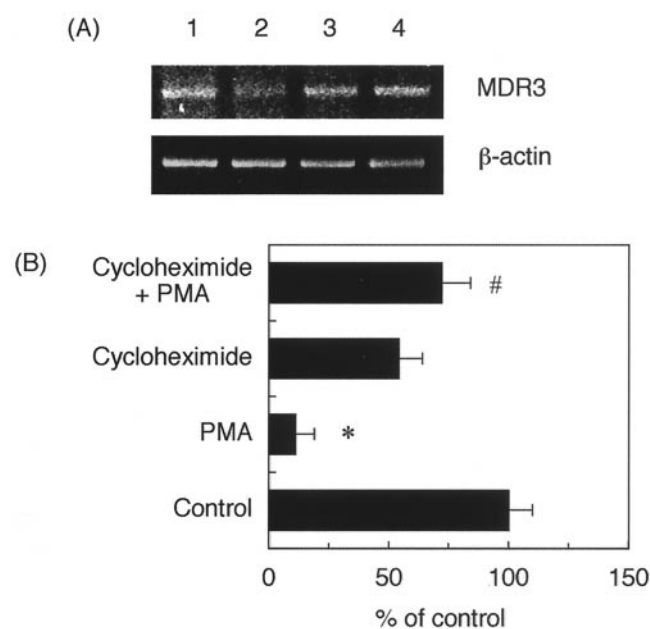 (A) 1 2 3 4
MDR3
β-actin
(B)
Cycloheximide
+ PMA
#
Cycloheximide
PMA *
Control
0 50 100 150
% of control